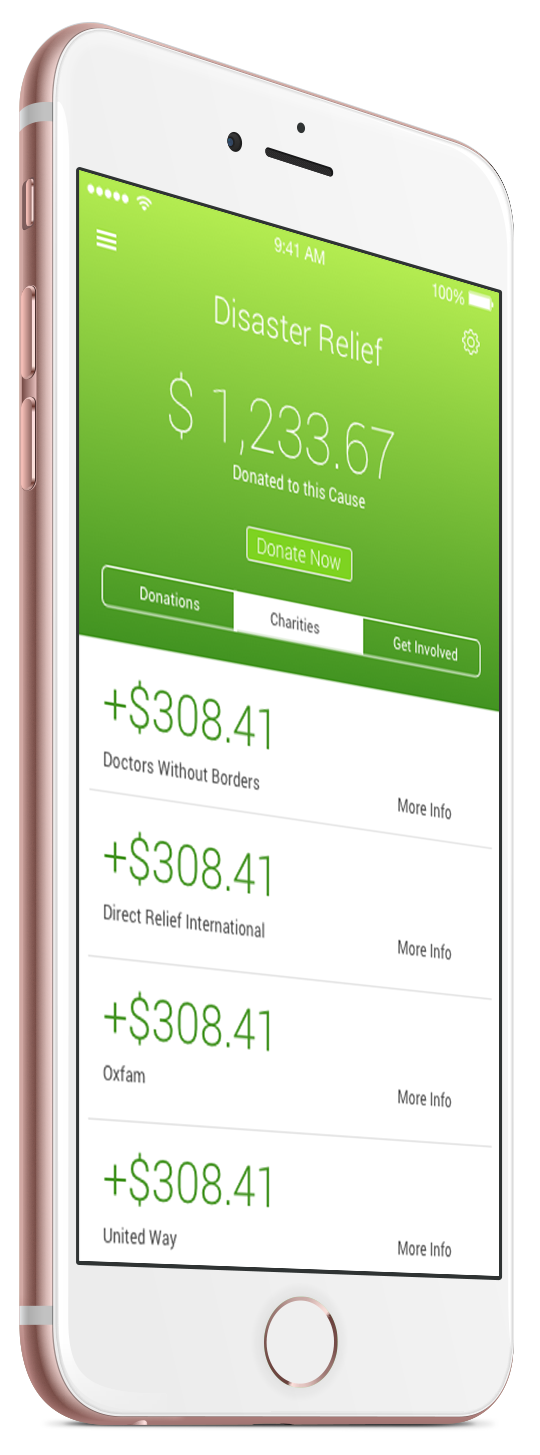 9:41 AM
100%
Disaster Relief
$ 1,233.67
Donated to this Cause
Donate Now
Donations Charities Get Involved
+$308.41
Doctors Without Borders More Info
+$308.41
Direct Relief International More Info
+$308.41
Oxfam More Info
+$308.41
United Way More Info